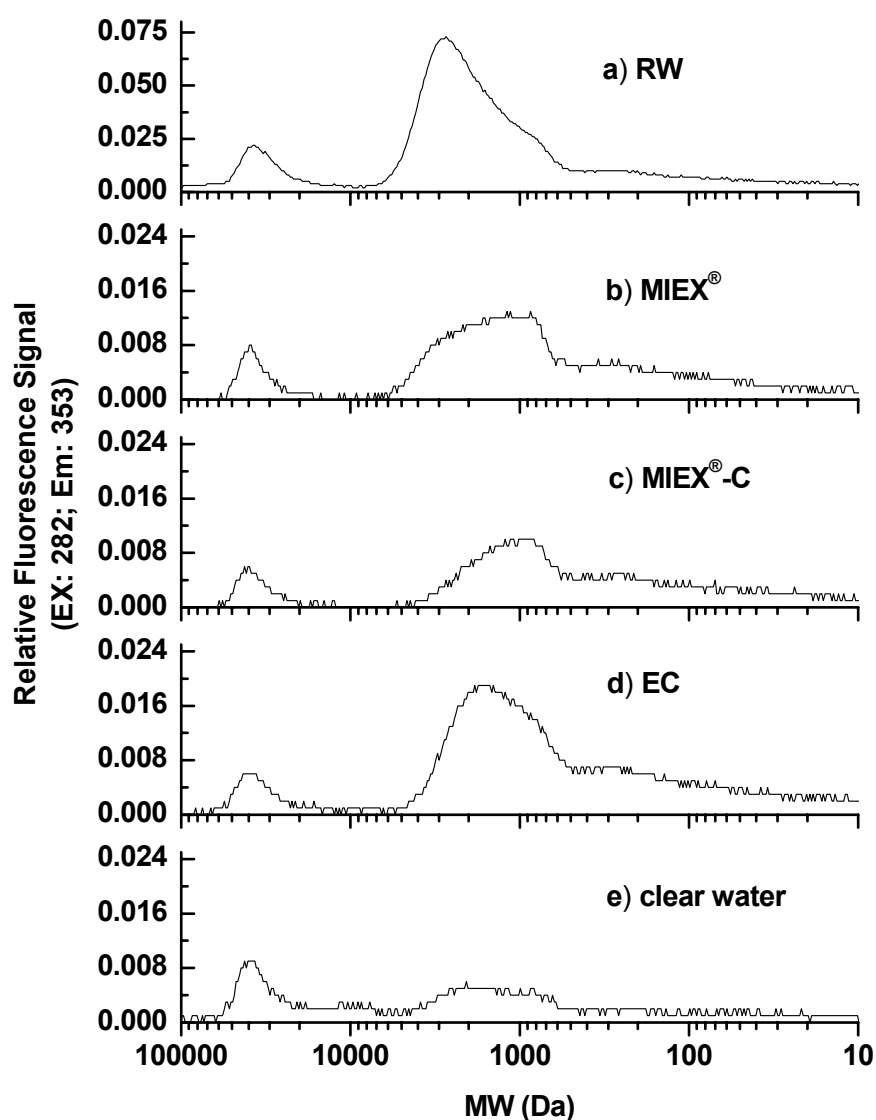 0.075
0.050
0.025
0.000
a) RW
0.024
0.016
0.008
0.000
b) MIEX®
0.024
0.016
0.008
0.000
c) MIEX®-C
0.024
0.016
0.008
0.000
d) EC
0.024
0.016
0.008
0.000
e) clear water
100000 10000 1000 100 10
MW (Da)
Relative Fluorescence Signal
(EX: 282; Em: 353)